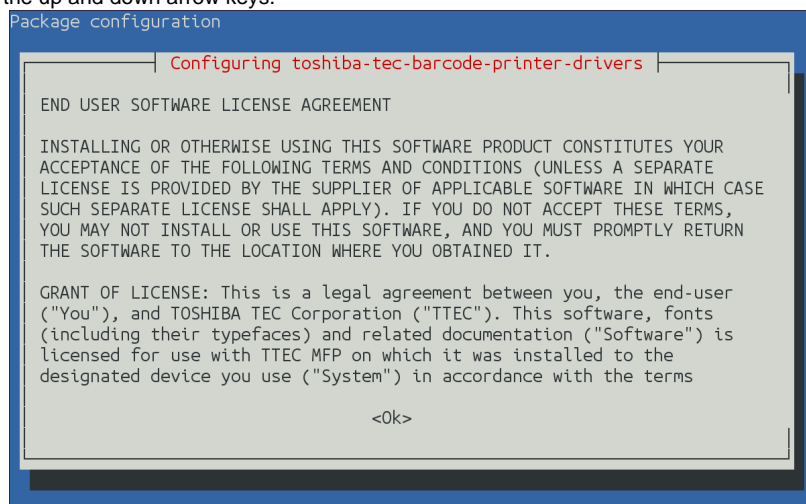 the up and down arrow keys.
Package configuration
Configuring toshiba-tec-barcode-printer-drivers
END USER SOFTWARE LICENSE AGREEMENT
INSTALLING OR OTHERWISE USING THIS SOFTWARE PRODUCT CONSTITUTES YOUR
ACCEPTANCE OF THE FOLLOWING TERMS AND CONDITIONS (UNLESS A SEPARATE
LICENSE IS PROVIDED BY THE SUPPLIER OF APPLICABLE SOFTWARE IN WHICH CASE
SUCH SEPARATE LICENSE SHALL APPLY). IF YOU DO NOT ACCEPT THESE TERMS,
YOU MAY NOT INSTALL OR USE THIS SOFTWARE, AND YOU MUST PROMPTLY RETURN
THE SOFTWARE TO THE LOCATION WHERE YOU OBTAINED IT.
GRANT OF LICENSE: This is a legal agreement between you, the end-user
("You"), and TOSHIBA TEC Corporation ("TTEC"). This software, fonts
(including their typefaces) and related documentation ("Software") is
licensed for use with TTEC MFP on which it was installed to the
designated device you use ("System") in accordance with the terms
<Ok>